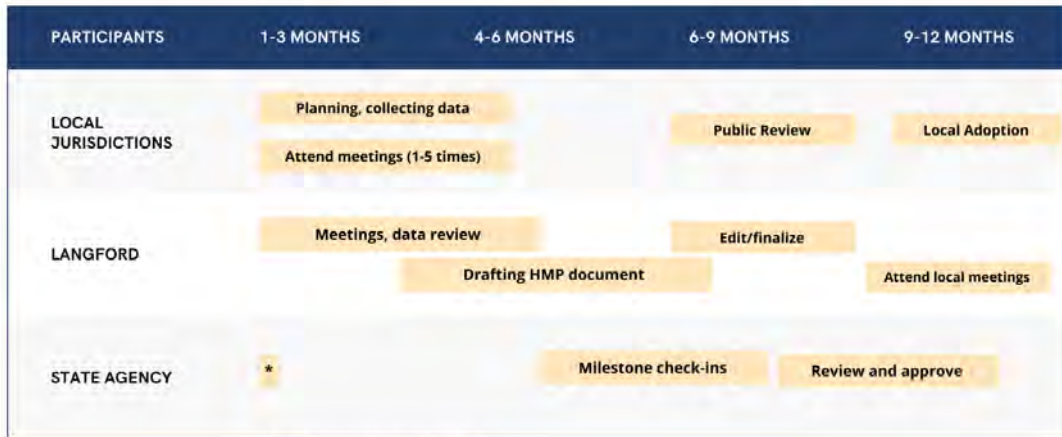 PARTICIPANTS 1-3 MONTHS 4-6 MONTHS 6-9 MONTHS 9-12 MONTHS
Planning, collecting data
LOCAL
JURISDICTIONS
Public Review
Local Adoption
Attend meetings (1-5 times)
LANGFORD
Meetings, data review
Edit/finalize
Drafting HMP document
Attend local meetings
STATE AGENCY
*
Milestone check-ins
Review and approve